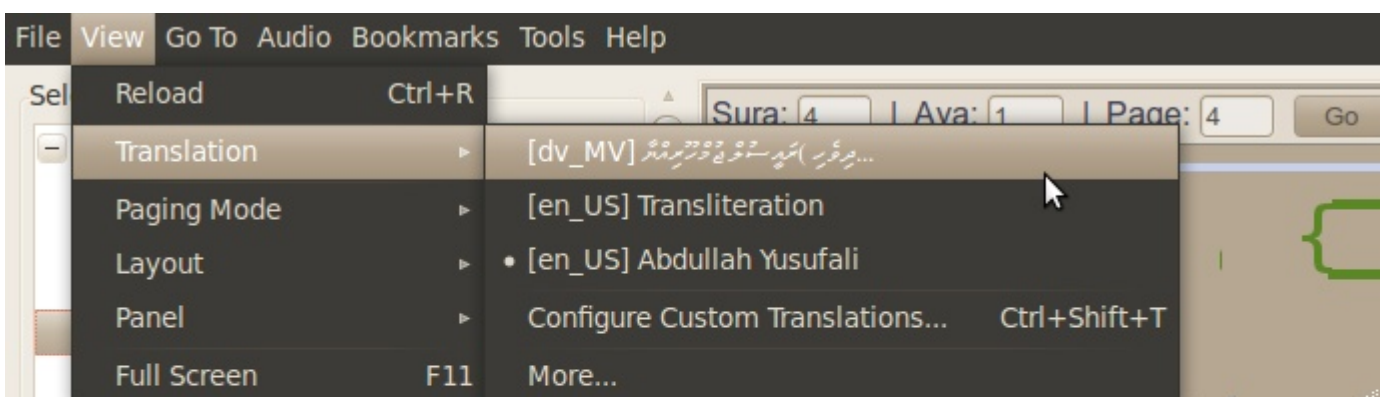 File View Go To Audio Bookmarks Tools Help
Reload Ctrl+R
Sura: 4 | Aya: 1 | Page: 4 Go
Translation
[dv_MV] ދިވެހި )ރައީސުލް ޖުމްހޫރިއްޔާ...
Paging Mode
[en_US] Transliteration
Layout
• [en_US] Abdullah Yusufali
Panel
Configure Custom Translations... Ctrl+Shift+T
Full Screen F11
More...